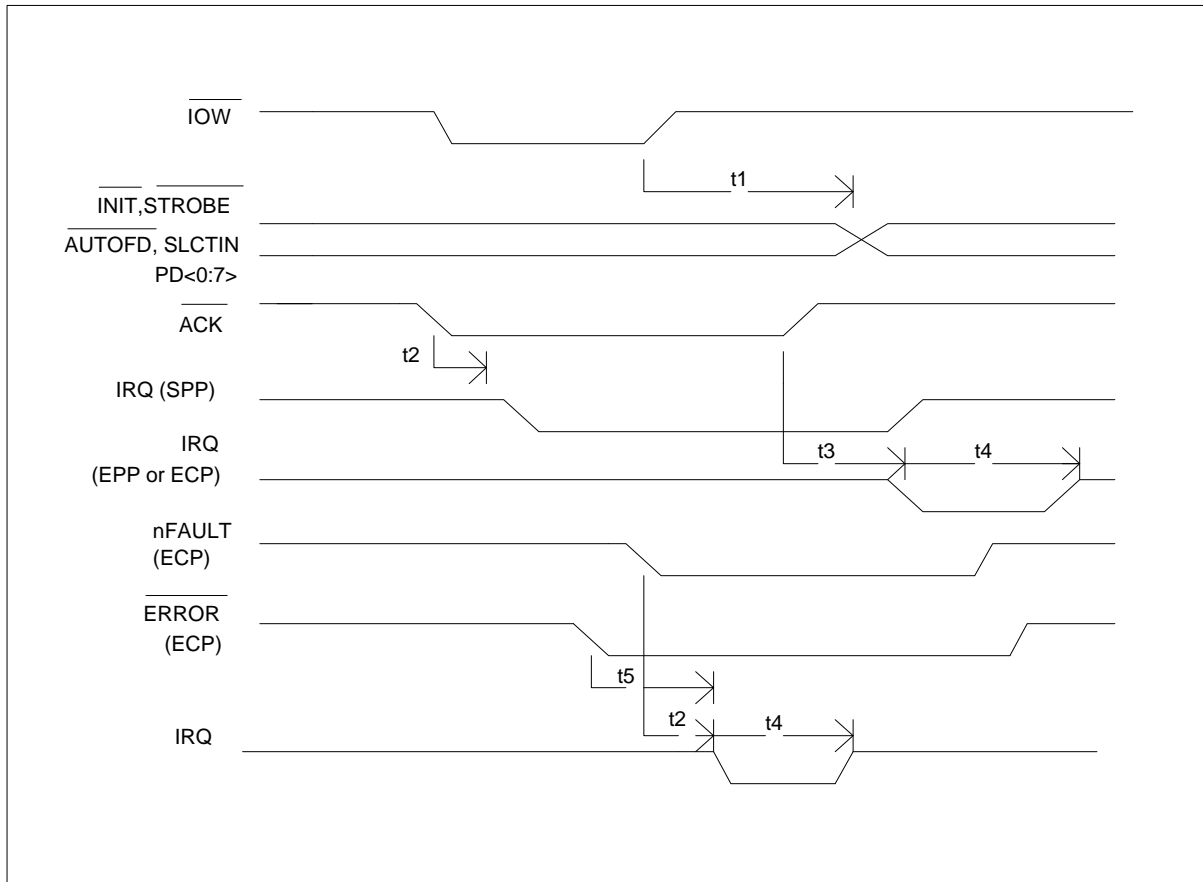 IOW
t1
INIT,STROBE
AUTOFD, SLCTIN
PD<0:7>
ACK
t2
IRQ (SPP)
IRQ
(EPP or ECP)
t3
t4
nFAULT
(ECP)
ERROR
(ECP)
t5
t2
t4
IRQ